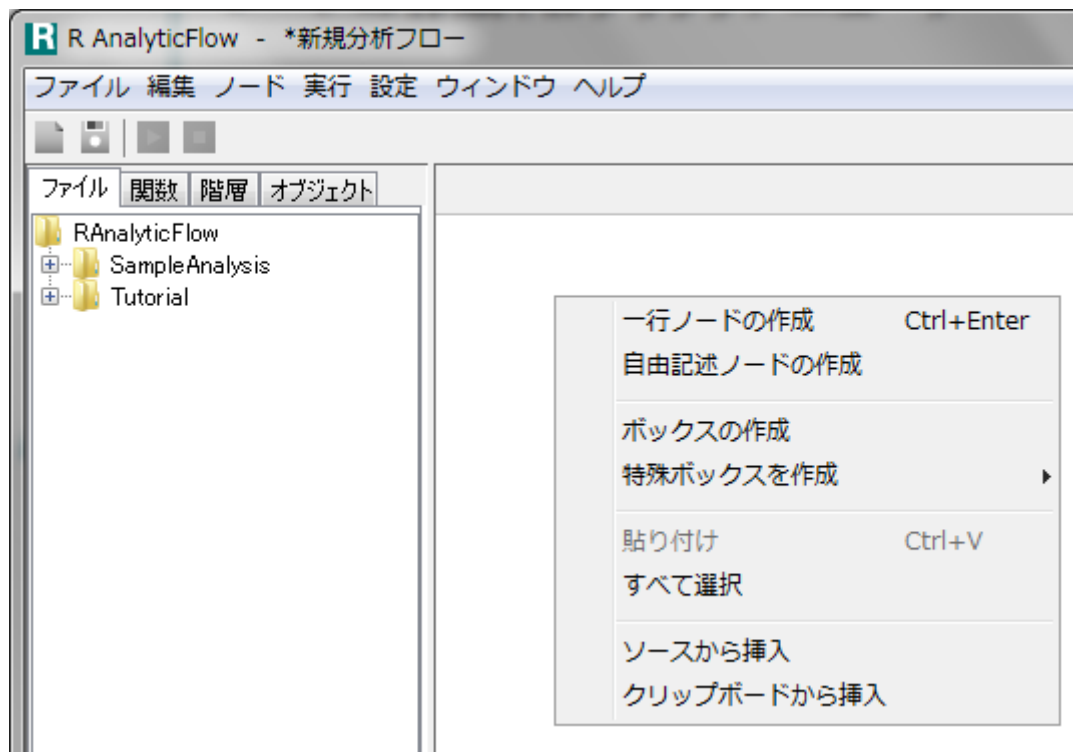 R R AnalyticFlow - *新規分析フロー
ファイル 編集 ノード 実行 設定 ウィンドウ ヘルプ
ファイル 関数 階層 オブジェクト
RAnalyticFlow
SampleAnalysis
Tutorial
一行ノードの作成 Ctrl+Enter
自由記述ノードの作成
ボックスの作成
特殊ボックスを作成
貼り付け Ctrl+V
すべて選択
ソースから挿入
クリップボードから挿入